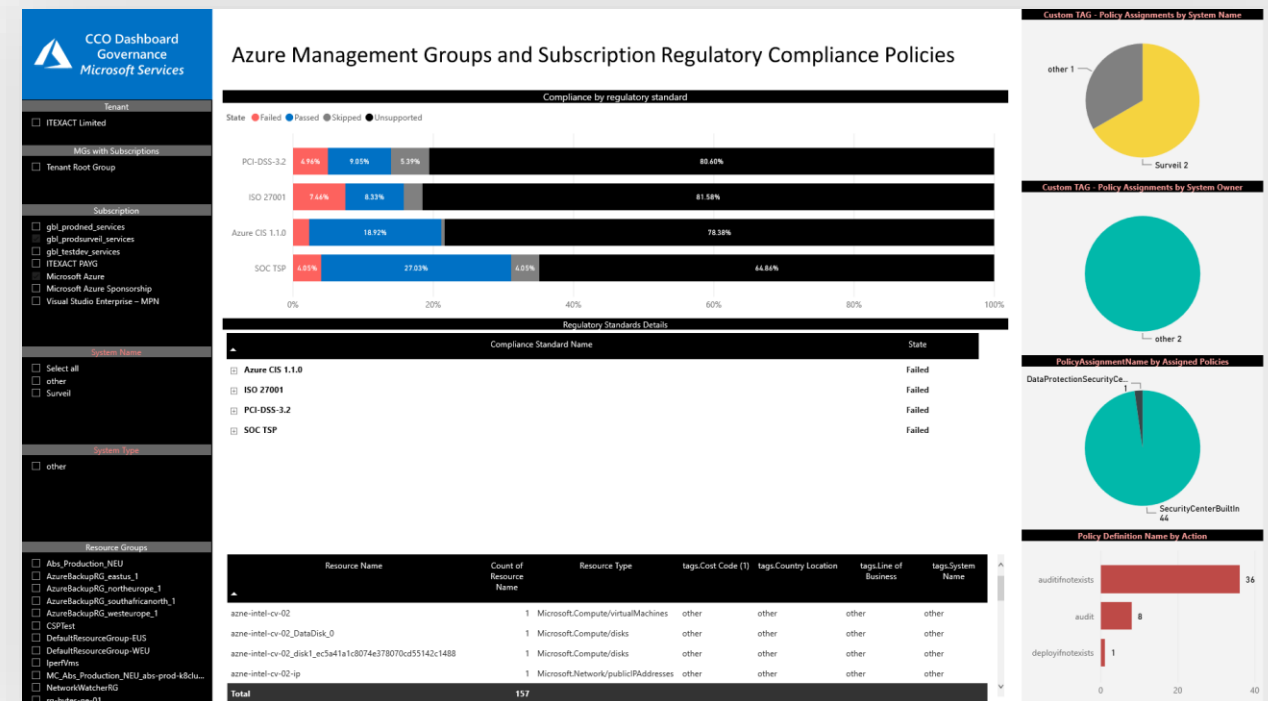 CCO Dashboard
Governance
Microsoft Services
Tenant
ITEXACT Limited
MGs with Subscriptions
Tenant Root Group
Subscription
gbl_prodned_services
gbl_prodsurveil_services
gbl_testdev_services
ITEXACT PAYG
Microsoft Azure
Microsoft Azure Sponsorship
Visual Studio Enterprise – MPN
System Name
Select all
other
Surveil
System Type
other
Resource Groups
Abs_Production_NEU
AzureBackupRG_eastus_1
AzureBackupRG_northeurope_1
AzureBackupRG_southafricanorth_1
AzureBackupRG_westeurope_1
CSPTest
DefaultResourceGroup-EUS
DefaultResourceGroup-WEU
IperfVms
MC_Abs_Production_NEU_abs-prod-k8clu...
NetworkWatcherRG
Azure Management Groups and Subscription Regulatory Compliance Policies
Compliance by regulatory standard
State Failed Passed Skipped Unsupported
PCI-DSS-3.2 4.96% 9.05% 5.39% 80.60%
ISO 27001 7.46% 8.33% 81.58%
Azure CIS 1.1.0 18.92% 78.38%
SOC TSP 4.05% 27.03% 4.05% 64.86%
0% 20% 40% 60% 80% 100%
Regulatory Standards Details
Compliance Standard Name State
Azure CIS 1.1.0 Failed
ISO 27001 Failed
PCI-DSS-3.2 Failed
SOC TSP Failed
Resource Name Count of Resource Name Resource Type tags.Cost Code (1) tags.Country Location tags.Line of Business tags.System Name
azne-intel-cv-02 1 Microsoft.Compute/virtualMachines other other other other
azne-intel-cv-02_DataDisk_0 1 Microsoft.Compute/disks other other other other
azne-intel-cv-02_disk1_ec5a41a1c8074e378070cd55142c1488 1 Microsoft.Compute/disks other other other other
azne-intel-cv-02-ip 1 Microsoft.Network/publicIPAddresses other other other other
Total 157
Custom TAG - Policy Assignments by System Name
other 1
Surveil 2
Custom TAG - Policy Assignments by System Owner
other 2
PolicyAssignmentName by Assigned Policies
DataProtectionSecurityCe...
1
SecurityCenterBuiltIn
44
Policy Definition Name by Action
auditifnotexists 36
audit 8
deployifnotexists 1
0 20 40